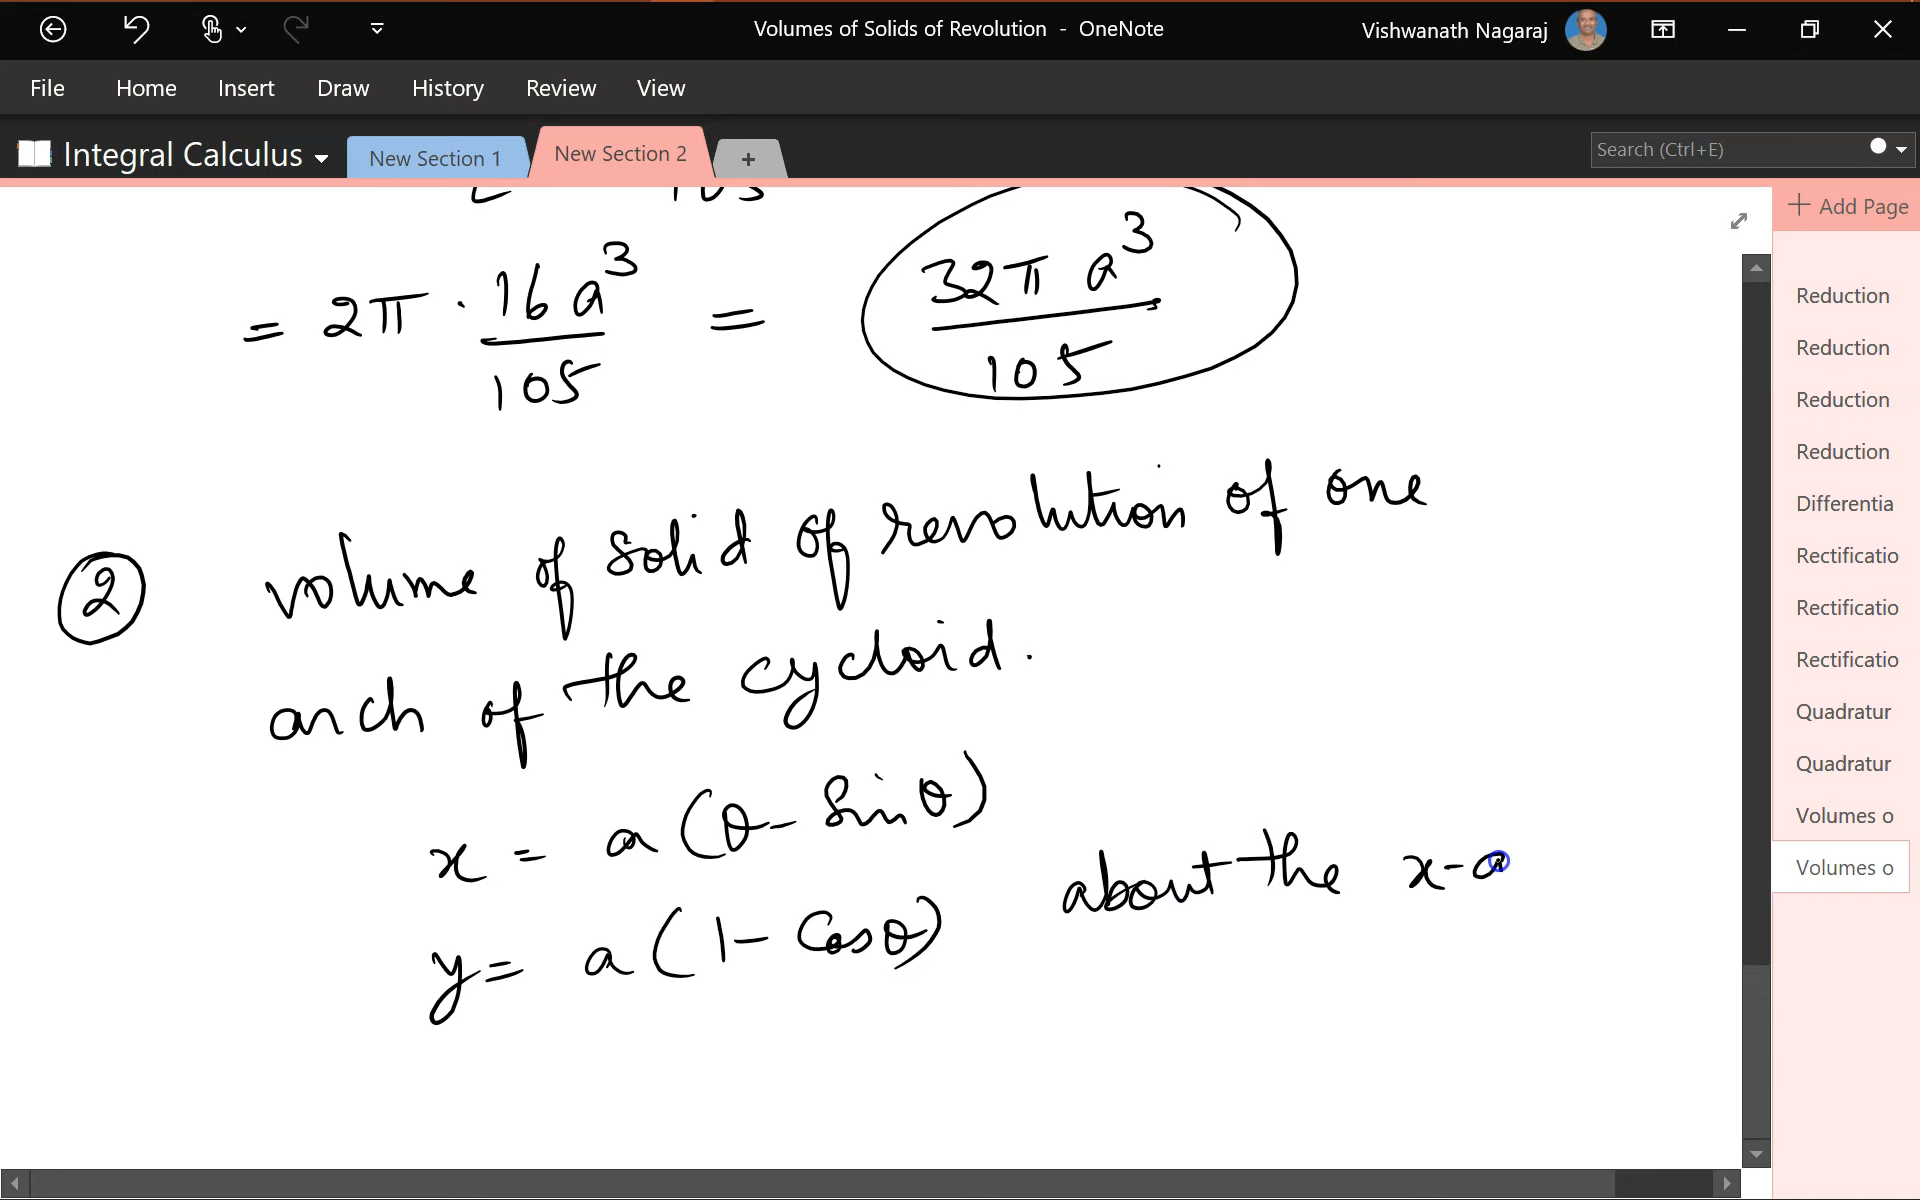 Volumes of Solids of Revolution - OneNote
Vishwanath Nagaraj
File Home Insert Draw History Review View
Integral Calculus
New Section 1
New Section 2
+
Search (Ctrl+E)
+ Add Page
Reduction
Reduction
Reduction
Reduction
Differentia
Rectificatio
Rectificatio
Rectificatio
Quadratur
Quadratur
Volumes o
Volumes o
= 2π · 16 a³ / 105 = 32π a³ / 105
② volume of solid of revolution of one
arch of the cycloid.
x = a(θ - Sinθ)
y = a(1 - Cosθ) about the x-a